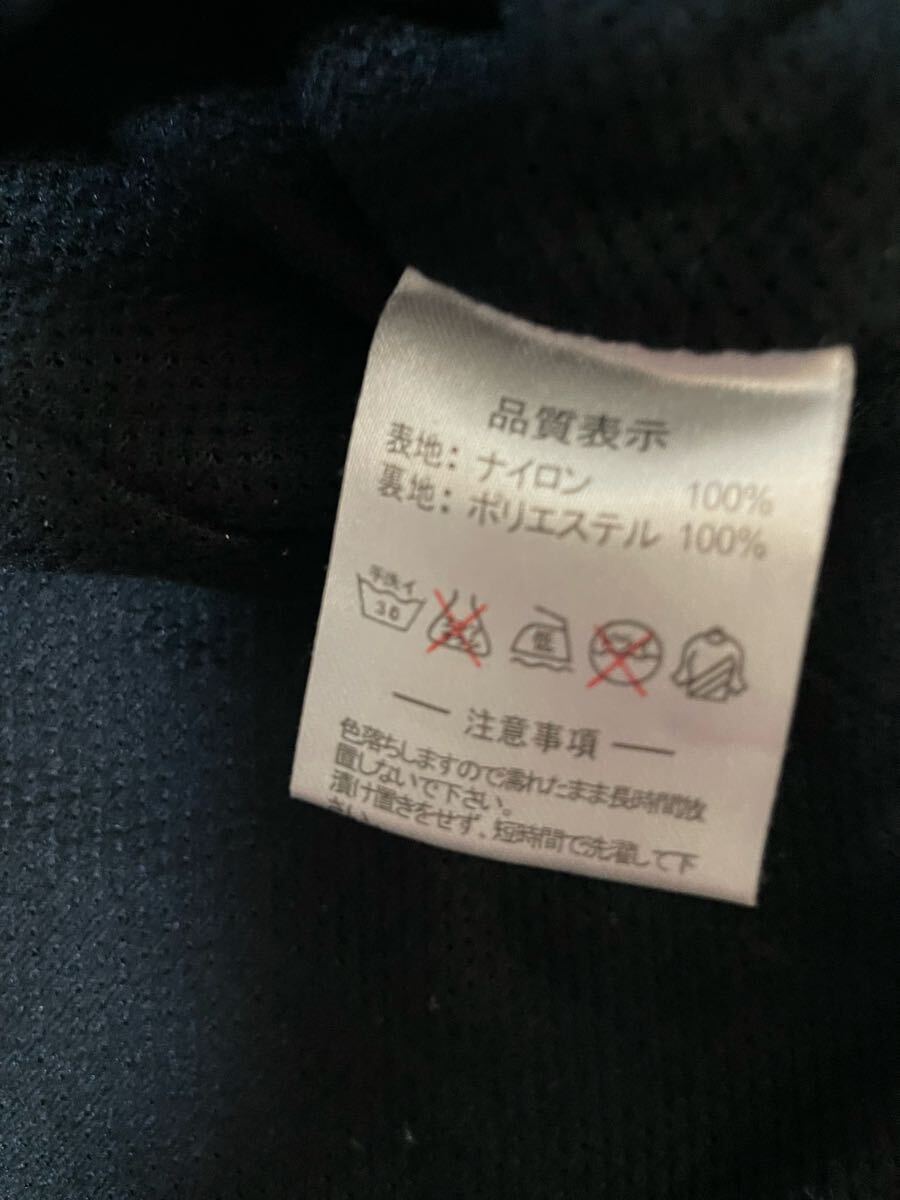 品質表示
表地：ナイロン 100%
裏地：ポリエステル 100%
手洗イ
30
低
注意事項
色落ちしますので濡れたまま長時間放
置しないで下さい。
漬け置きをせず、短時間で洗濯して下
さい。